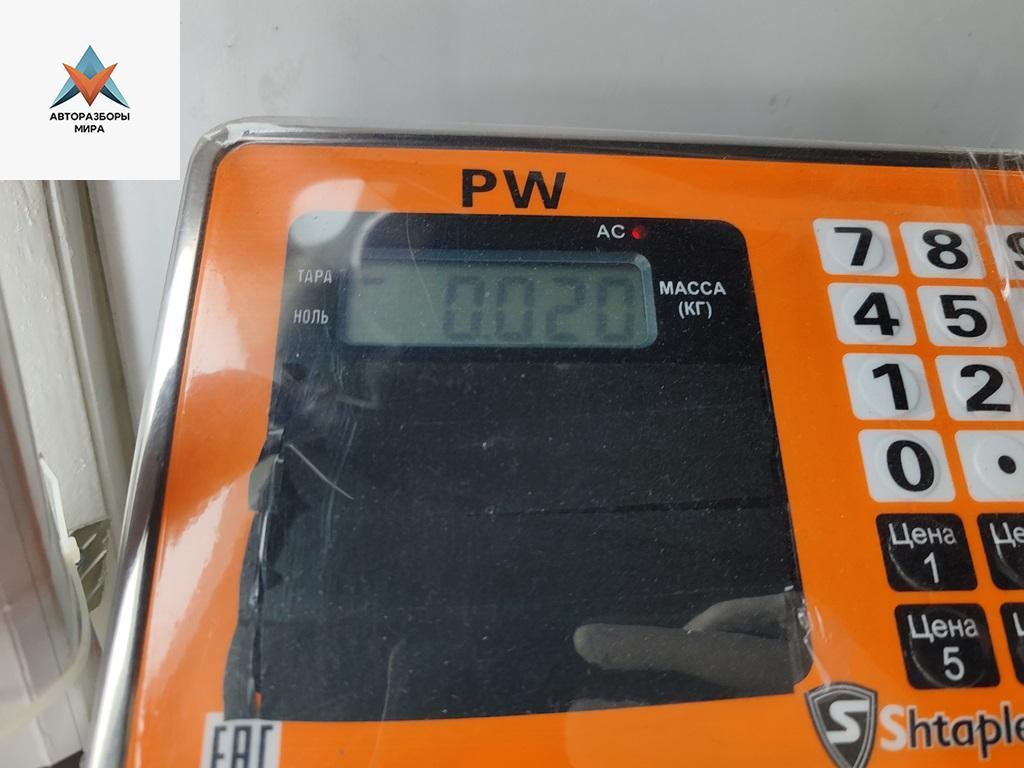 АВТОРАЗБОРЫ
МИРА
PW
AC
ТАРА
НОЛЬ
0.020
МАССА
(КГ)
7 8
4 5
1 2
0 .
Цена
1
Цена
5
EAC
S Shtaple